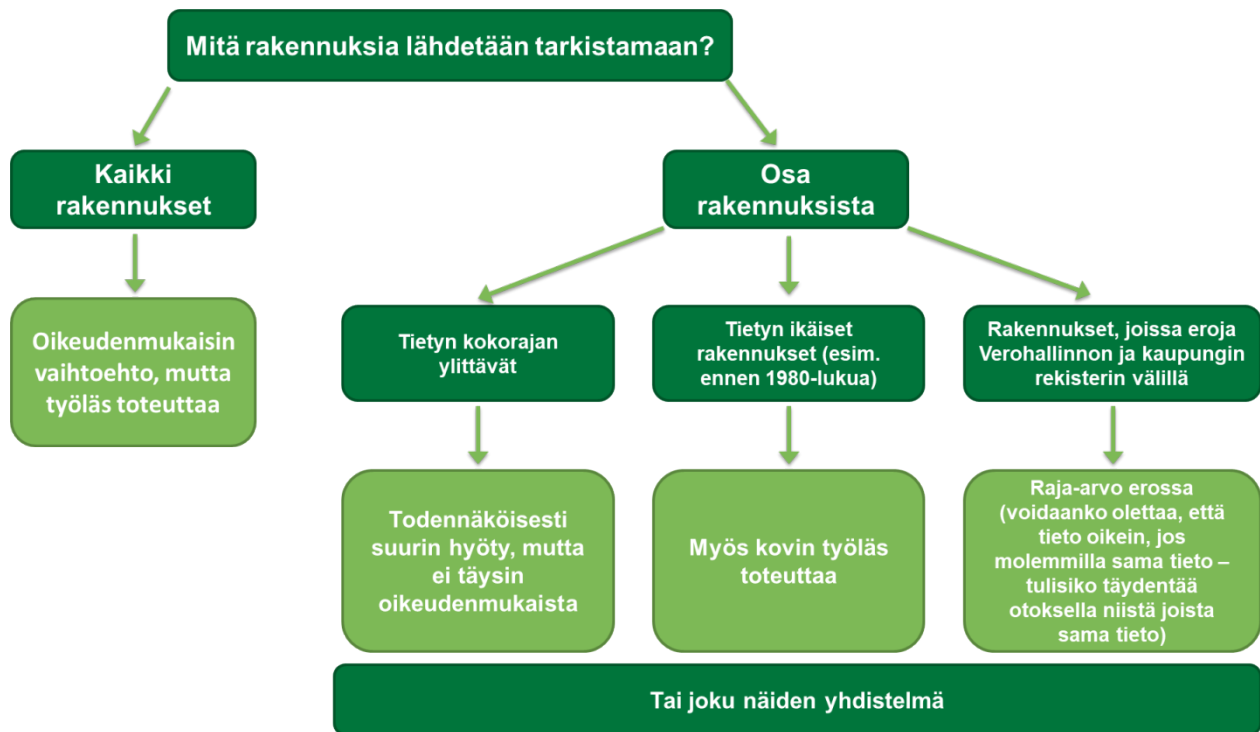 Mitä rakennuksia lähdetään tarkistamaan?
Kaikki
rakennukset
Osa
rakennuksista
Oikeudenmukaisin
vaihtoehto, mutta
työläs toteuttaa
Tietyn kokorajan
ylittävät
Tietyn ikäiset
rakennukset (esim.
ennen 1980-lukua)
Rakennukset, joissa eroja
Verohallinnon ja kaupungin
rekisterin välillä
Todennäköisesti
suurin hyöty, mutta
ei täysin
oikeudenmukaista
Myös kovin työläs
toteuttaa
Raja-arvo erossa
(voidaanko olettaa, että
tieto oikein, jos
molemmilla sama tieto –
tulisiko täydentää
otoksella niistä joista
sama tieto)
Tai joku näiden yhdistelmä